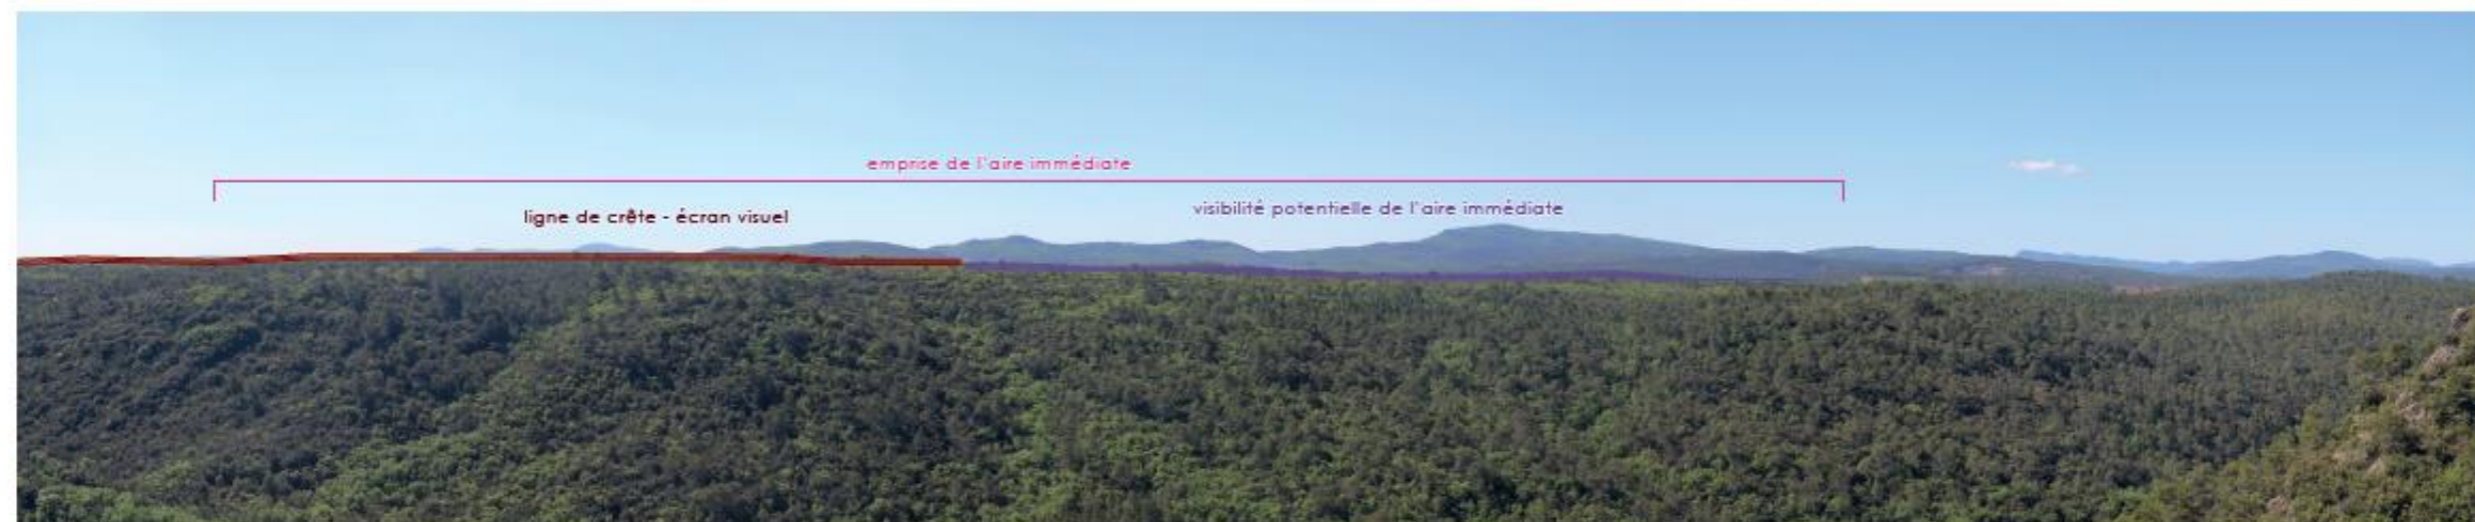 emprise de l'aire immédiate
ligne de crête - écran visuel
visibilité potentielle de l'aire immédiate